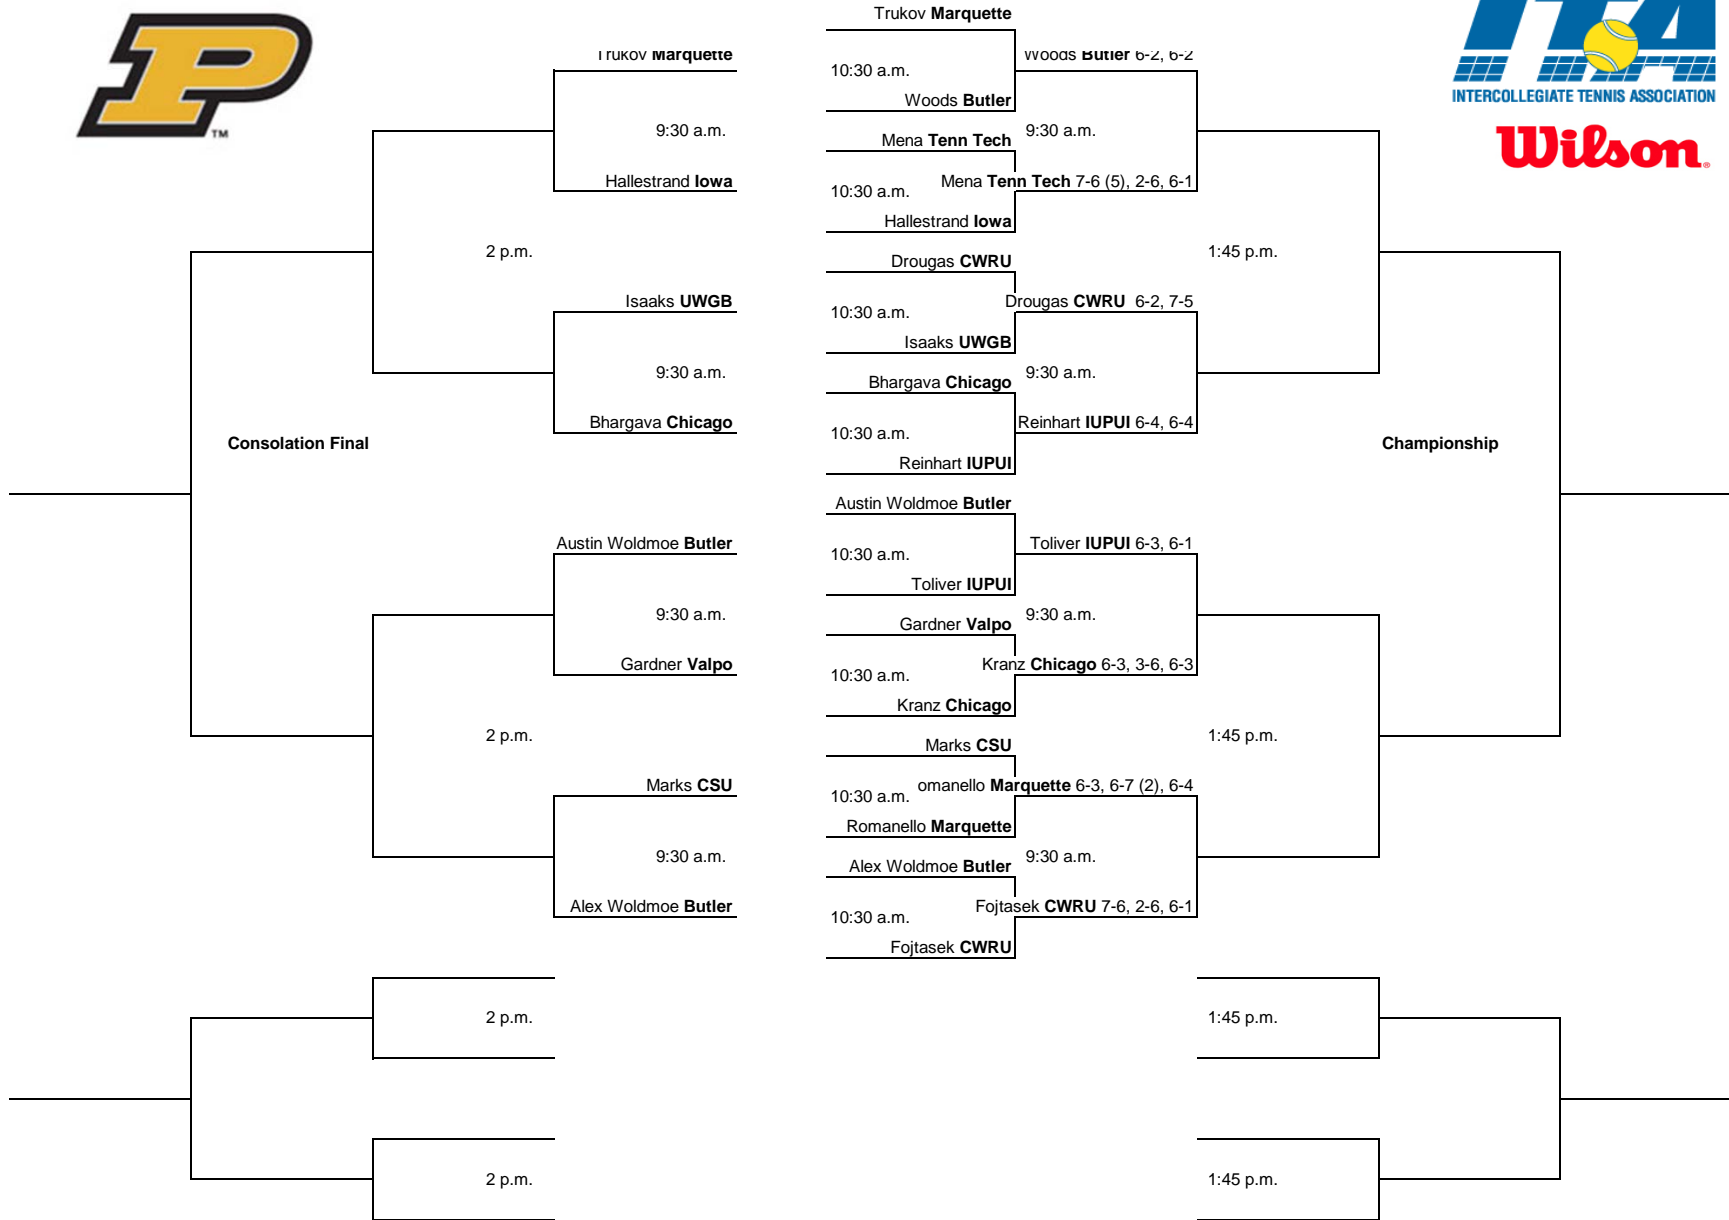 Trukov Marquette
Trukov Marquette
Woods Butler 6-2, 6-2
10:30 a.m.
Woods Butler
INTERCOLLEGIATE TENNIS ASSOCIATION
ITA
TM
9:30 a.m.
Mena Tenn Tech
9:30 a.m.
Wilson
Hallestrand Iowa
10:30 a.m.
Mena Tenn Tech 7-6 (5), 2-6, 6-1
Hallestrand Iowa
2 p.m.
Drougas CWRU
1:45 p.m.
Isaaks UWGB
10:30 a.m.
Drougas CWRU 6-2, 7-5
Isaaks UWGB
9:30 a.m.
Bhargava Chicago
9:30 a.m.
Bhargava Chicago
10:30 a.m.
Reinhart IUPUI 6-4, 6-4
Consolation Final
Championship
Reinhart IUPUI
Austin Woldmoe Butler
Austin Woldmoe Butler
10:30 a.m.
Toliver IUPUI 6-3, 6-1
Toliver IUPUI
9:30 a.m.
Gardner Valpo
9:30 a.m.
Gardner Valpo
10:30 a.m.
Kranz Chicago 6-3, 3-6, 6-3
Kranz Chicago
2 p.m.
Marks CSU
1:45 p.m.
Marks CSU
10:30 a.m.
omanello Marquette 6-3, 6-7 (2), 6-4
Romanello Marquette
9:30 a.m.
Alex Woldmoe Butler
9:30 a.m.
Alex Woldmoe Butler
10:30 a.m.
Fojtasek CWRU 7-6, 2-6, 6-1
Fojtasek CWRU
2 p.m.
1:45 p.m.
2 p.m.
1:45 p.m.